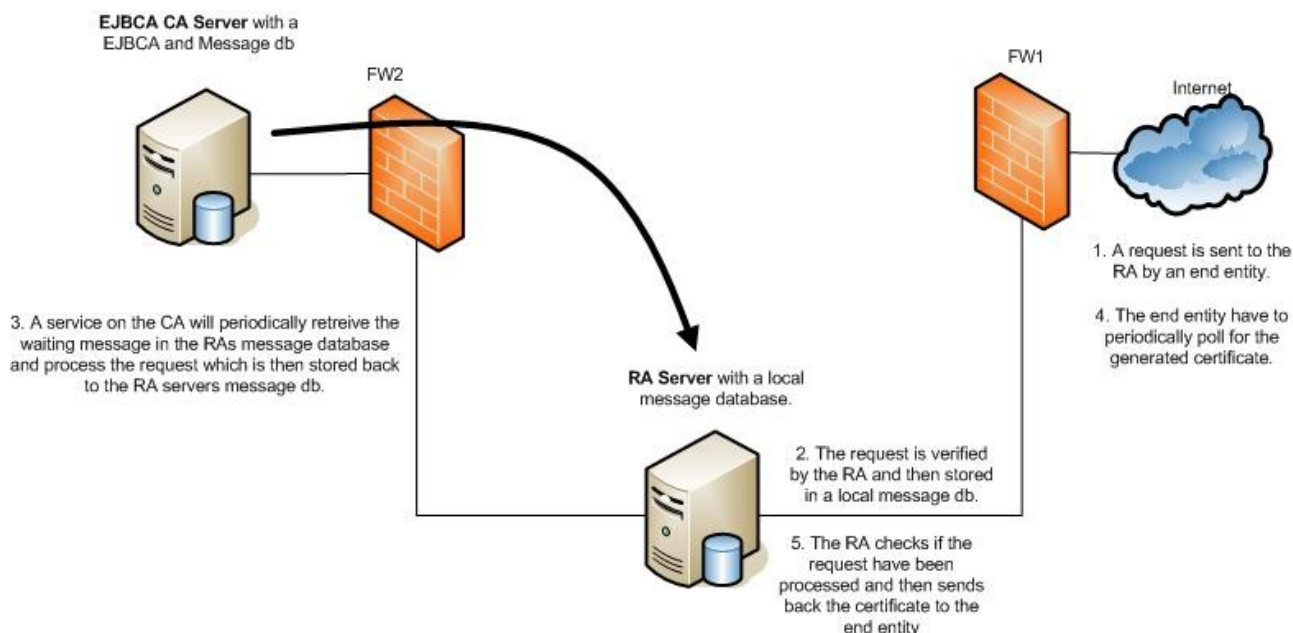 EJBCA CA Server with a
EJBCA and Message db
FW2
FW1
Internet
1. A request is sent to the
RA by an end entity.
4. The end entity have to
periodically poll for the
generated certificate.
3. A service on the CA will periodically retreive the
waiting message in the RAs message database
and process the request which is then stored back
to the RA servers message db.
RA Server with a local
message database.
2. The request is verified
by the RA and then stored
in a local message db.
5. The RA checks if the
request have been
processed and then sends
back the certificate to the
end entity